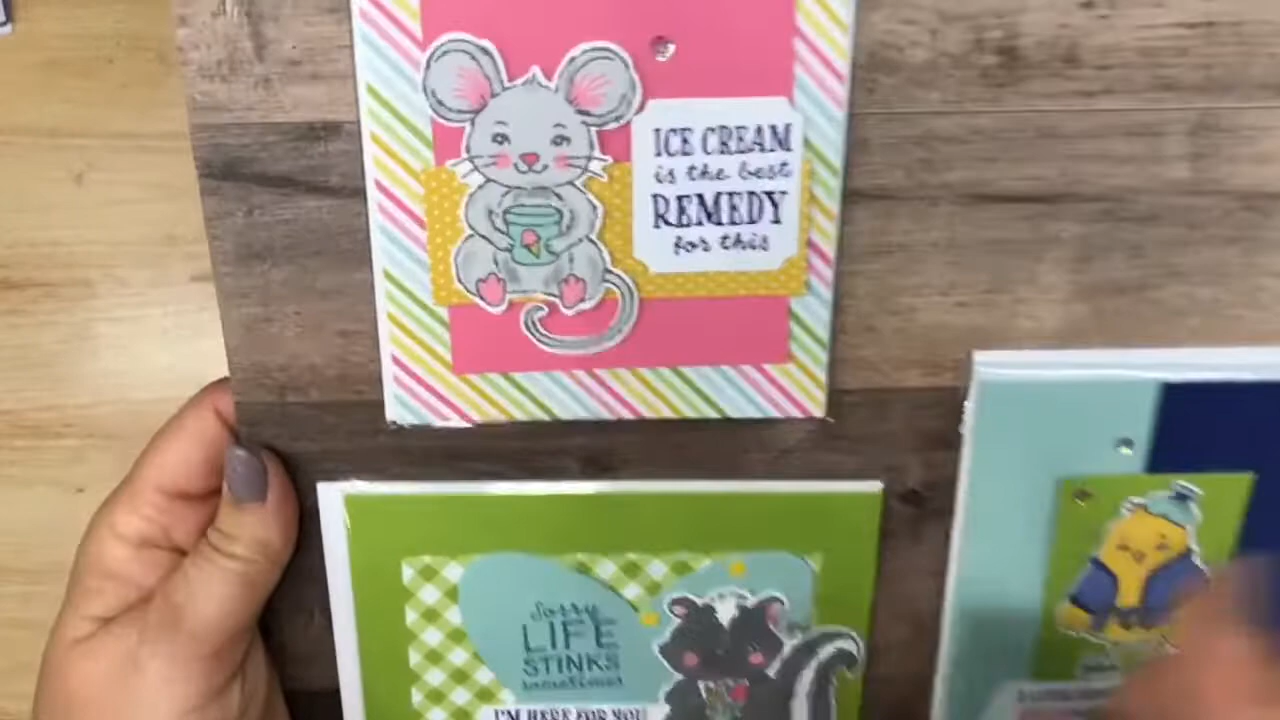 ICE CREAM
is the best
REMEDY
for this
Sorry
LIFE
STINKS
sometimes
I'M HERE FOR YOU